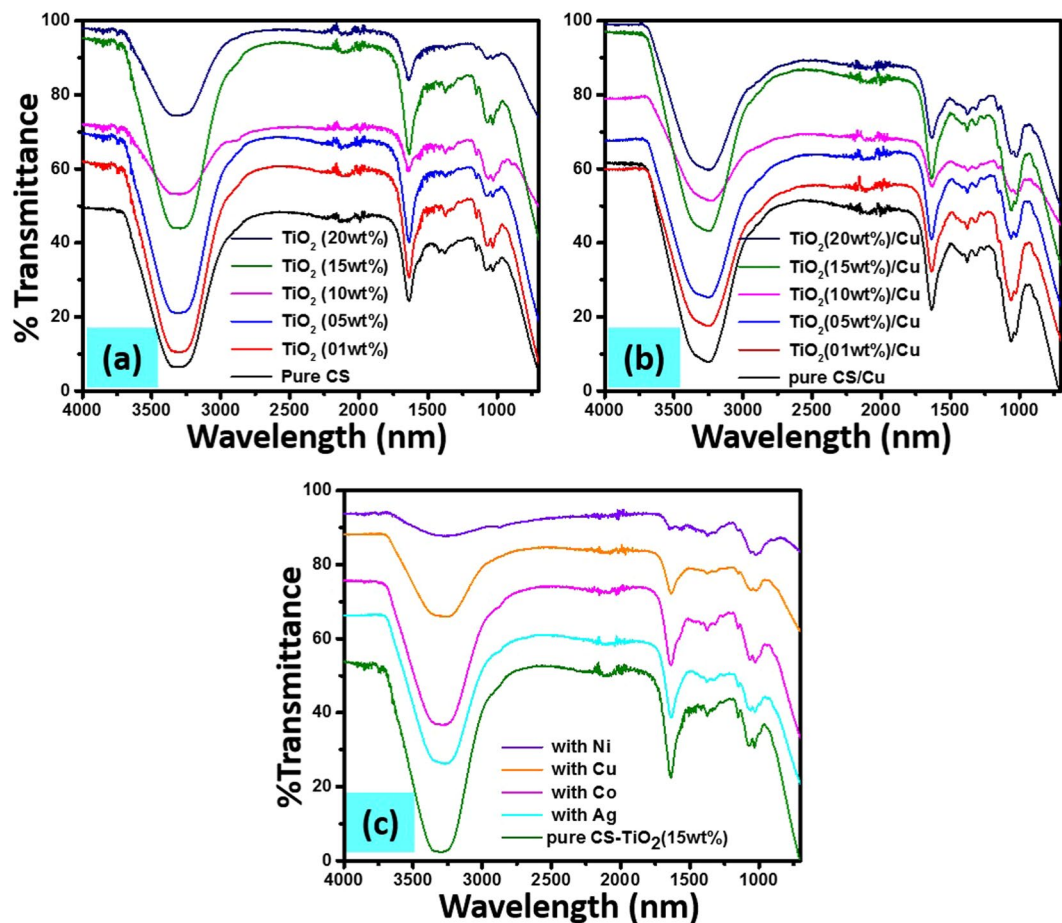 100
80
60
40
20
0
% Transmittance
TiO2 (20wt%)
TiO2 (15wt%)
TiO2 (10wt%)
TiO2 (05wt%)
TiO2 (01wt%)
Pure CS
(a)
4000 3500 3000 2500 2000 1500 1000
Wavelength (nm)
100
80
60
40
20
0
TiO2(20wt%)/Cu
TiO2(15wt%)/Cu
TiO2(10wt%)/Cu
TiO2(05wt%)/Cu
TiO2(01wt%)/Cu
pure CS/Cu
(b)
4000 3500 3000 2500 2000 1500 1000
Wavelength (nm)
100
80
60
40
20
0
%Transmittance
with Ni
with Cu
with Co
with Ag
pure CS-TiO2(15wt%)
(c)
4000 3500 3000 2500 2000 1500 1000
Wavelength (nm)